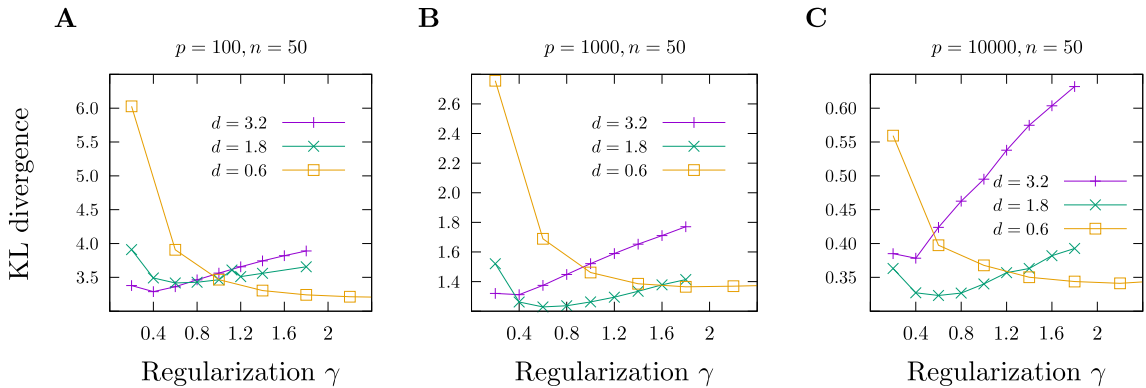 A
p = 100, n = 50
KL divergence
6.0
5.5
5.0
4.5
4.0
3.5
d = 3.2
d = 1.8
d = 0.6
0.4 0.8 1.2 1.6 2
Regularization γ
B
p = 1000, n = 50
2.6
2.4
2.2
2.0
1.8
1.6
1.4
d = 3.2
d = 1.8
d = 0.6
0.4 0.8 1.2 1.6 2
Regularization γ
C
p = 10000, n = 50
0.60
0.55
0.50
0.45
0.40
0.35
d = 3.2
d = 1.8
d = 0.6
0.4 0.8 1.2 1.6 2
Regularization γ